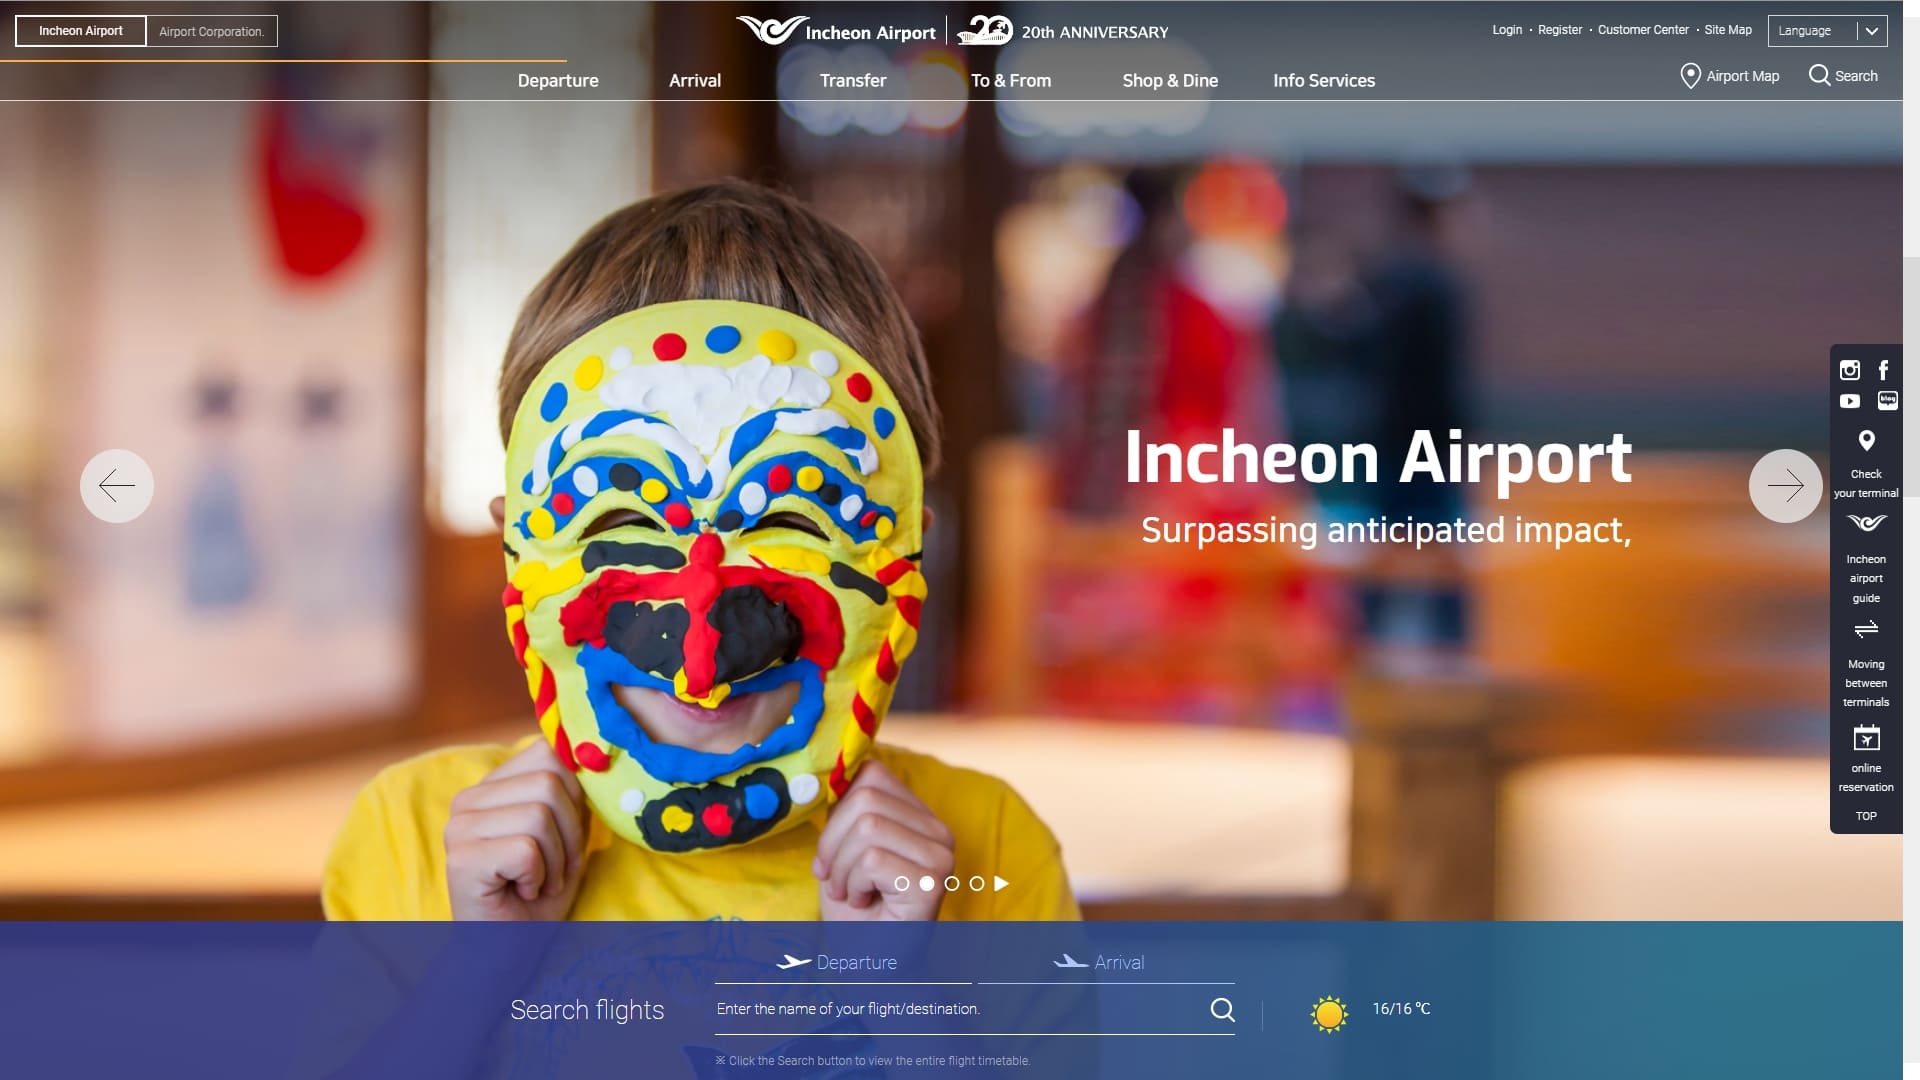 Incheon Airport
Airport Corporation.
Incheon Airport
20
20th ANNIVERSARY
Login · Register · Customer Center · Site Map
Language
Departure
Arrival
Transfer
To & From
Shop & Dine
Info Services
Airport Map
Search
Incheon Airport
Surpassing anticipated impact,
blog
Check
your terminal
Incheon
airport
guide
Moving
between
terminals
online
reservation
TOP
Departure
Arrival
Search flights
Enter the name of your flight/destination.
16/16 ℃
※ Click the Search button to view the entire flight timetable.